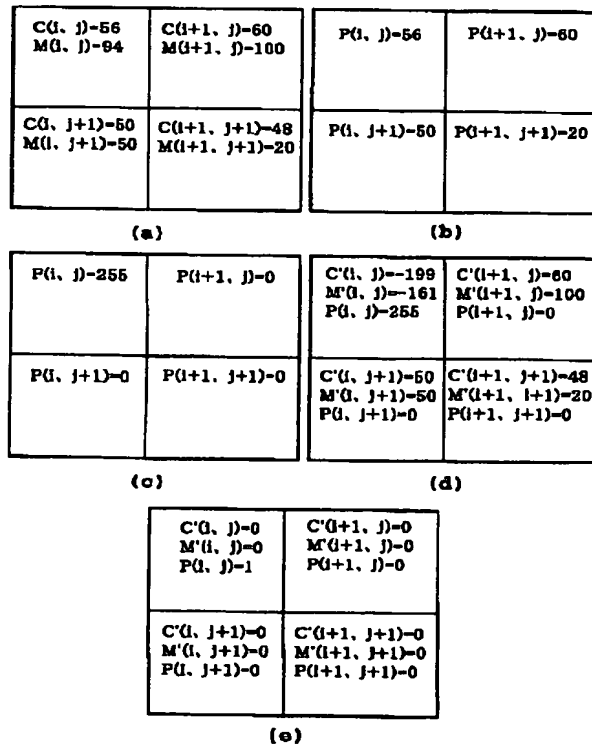 C(i, j)=56 C(i+1, j)=60
M(i, j)=94 M(i+1, j)=100
C(i, j+1)=50 C(i+1, j+1)=48
M(i, j+1)=50 M(i+1, j+1)=20
(a)
P(i, j)=56 P(i+1, j)=60
P(i, j+1)=50 P(i+1, j+1)=20
(b)
P(i, j)=255 P(i+1, j)=0
P(i, j+1)=0 P(i+1, j+1)=0
(c)
C'(i, j)=-199 C'(i+1, j)=60
M'(i, j)=-161 M'(i+1, j)=100
P(i, j)=255 P(i+1, j)=0
C'(i, j+1)=50 C'(i+1, j+1)=48
M'(i, j+1)=50 M'(i+1, i+1)=20
P(i, j+1)=0 P(i+1, j+1)=0
(d)
C'(i, j)=0 C'(i+1, j)=0
M'(i, j)=0 M'(i+1, j)=0
P(i, j)=1 P(i+1, j)=0
C'(i, j+1)=0 C'(i+1, j+1)=0
M'(i, j+1)=0 M'(i+1, j+1)=0
P(i, j+1)=0 P(i+1, j+1)=0
(e)